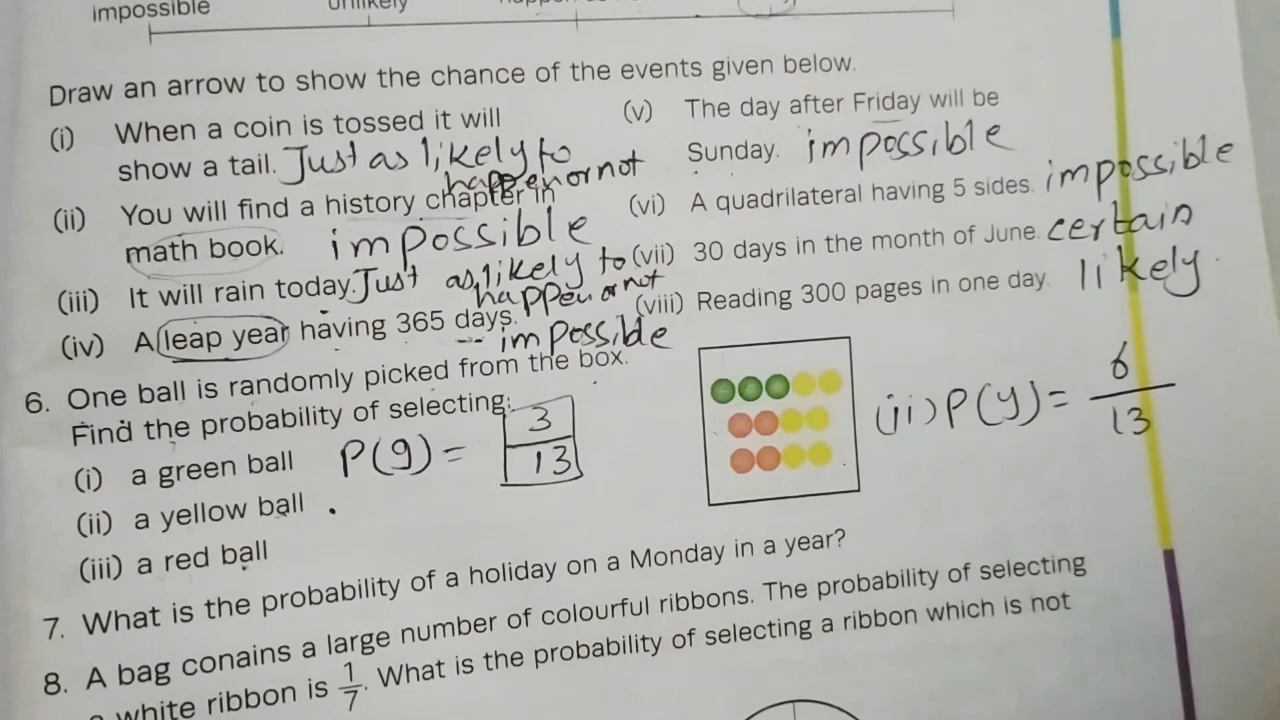 impossible
Draw an arrow to show the chance of the events given below.
(i) When a coin is tossed it will
show a tail. Just as likely to
happen or not
(ii) You will find a history chapter in
math book. impossible
(iii) It will rain today. Just as likely to
happen or not
(iv) A leap year having 365 days.
impossible
(v) The day after Friday will be
Sunday. impossible
(vi) A quadrilateral having 5 sides. impossible
(vii) 30 days in the month of June. certain
(viii) Reading 300 pages in one day. likely
6. One ball is randomly picked from the box.
Find the probability of selecting:
(i) a green ball P(g) = 3/13
(ii) a yellow ball
(iii) a red ball
(ii) P(y) = 6/13
7. What is the probability of a holiday on a Monday in a year?
8. A bag conains a large number of colourful ribbons. The probability of selecting
a white ribbon is 1/7. What is the probability of selecting a ribbon which is not